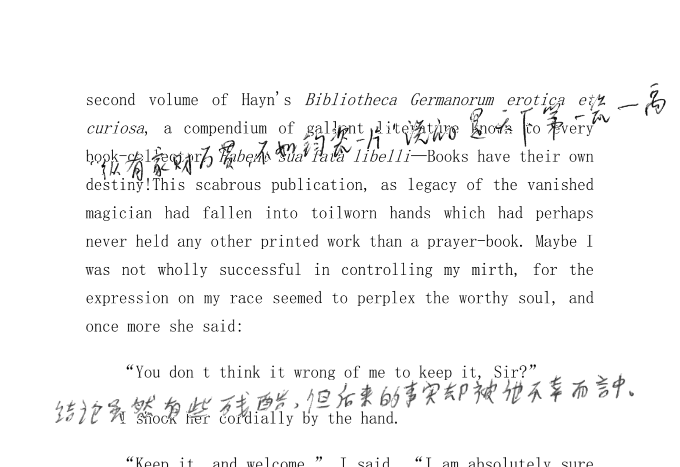 second volume of Hayn's Bibliotheca Germanorum erotica et
curiosa, a compendium of gallant literature known to every
"纵有家财万贯,不如钧瓷一片"说的是天下第一瓷一高
book-collector. Habent sua fata libelli—Books have their own
destiny!This scabrous publication, as legacy of the vanished
magician had fallen into toilworn hands which had perhaps
never held any other printed work than a prayer-book. Maybe I
was not wholly successful in controlling my mirth, for the
expression on my race seemed to perplex the worthy soul, and
once more she said:
“You don t think it wrong of me to keep it, Sir?”
结论虽然有些残酷,但后来的事实却被他不幸而言中。
I shook her cordially by the hand.
“Keep it, and welcome,” I said. “I am absolutely sure